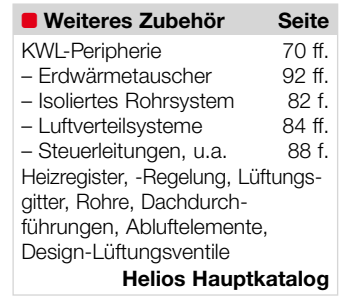 Weiteres Zubehör Seite
KWL-Peripherie 70 ff.
– Erdwärmetauscher 92 ff.
– Isoliertes Rohrsystem 82 f.
– Luftverteilsysteme 84 ff.
– Steuerleitungen, u.a. 88 f.
Heizregister, -Regelung, Lüftungs-
gitter, Rohre, Dachdurch-
führungen, Abluftelemente,
Design-Lüftungsventile
Helios Hauptkatalog